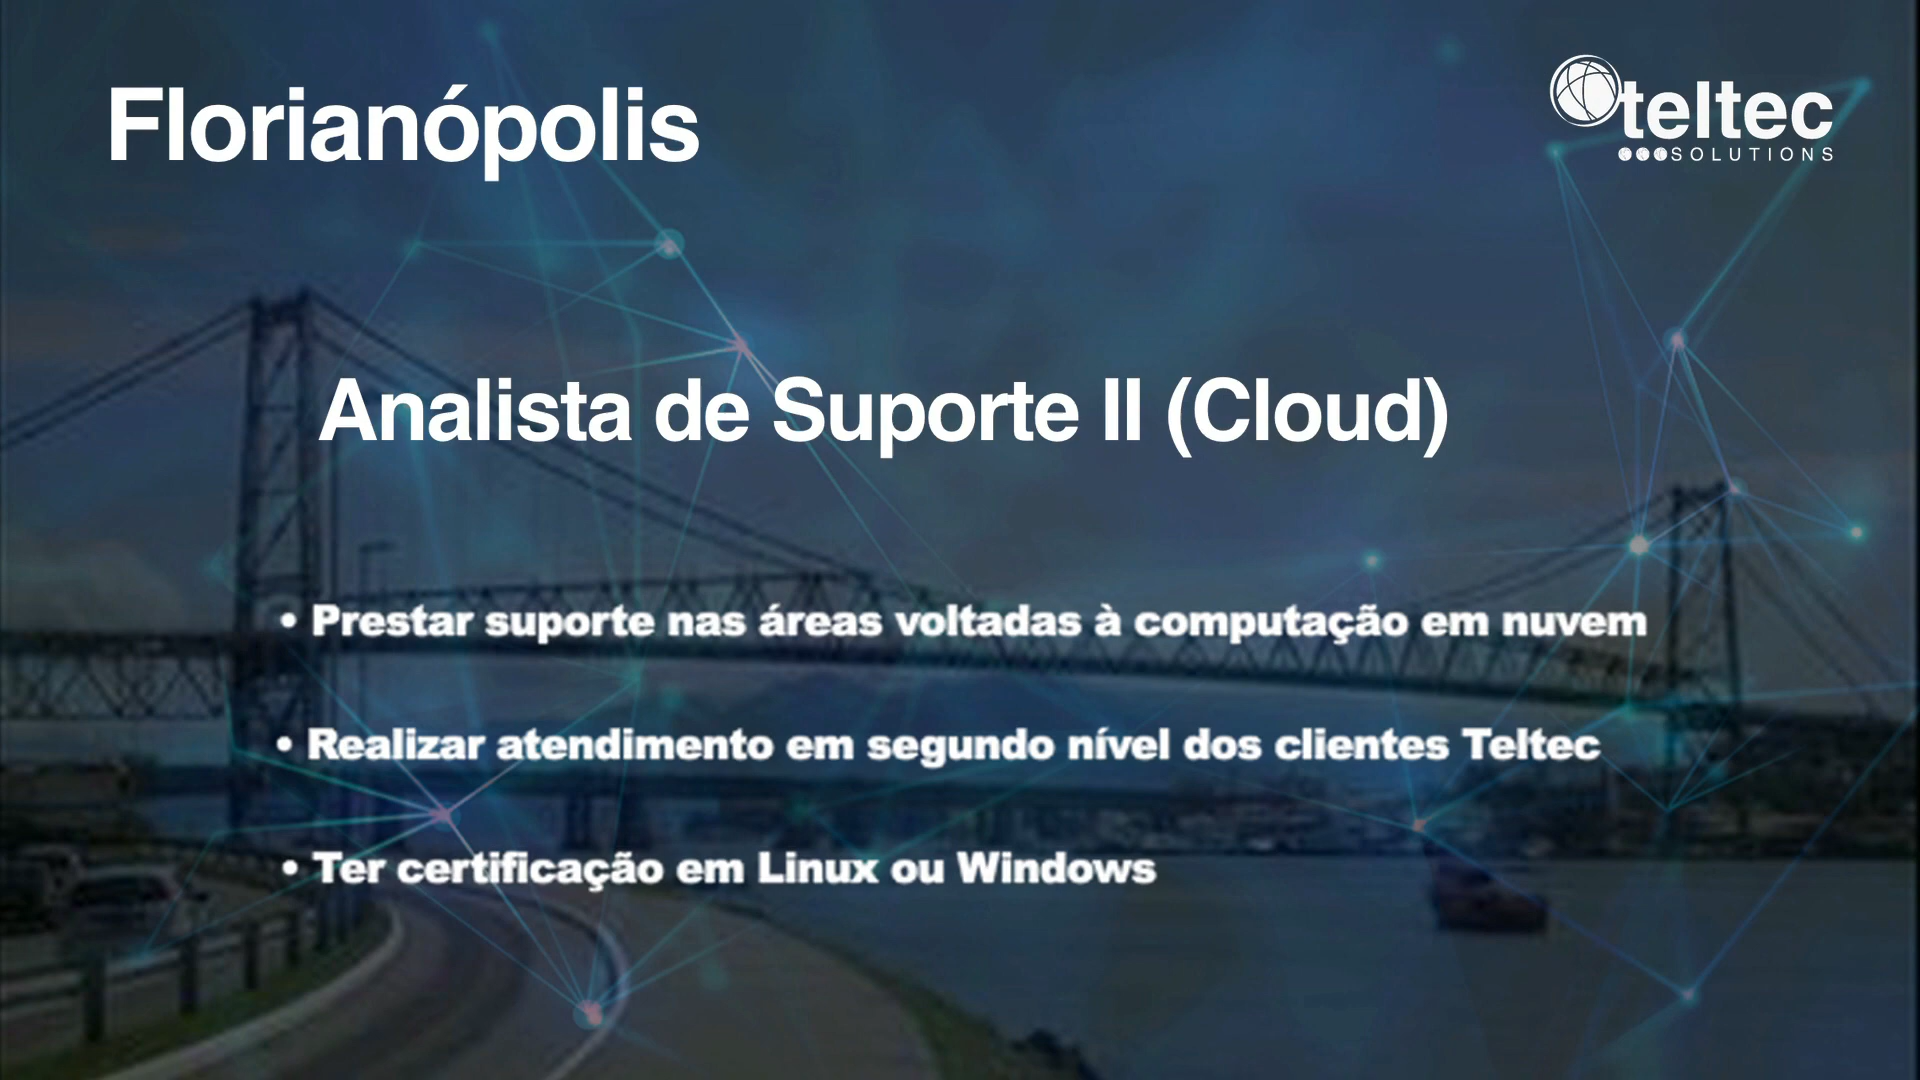 Florianópolis
teltec
SOLUTIONS
Analista de Suporte II (Cloud)
• Prestar suporte nas áreas voltadas à computação em nuvem
• Realizar atendimento em segundo nível dos clientes Teltec
• Ter certificação em Linux ou Windows